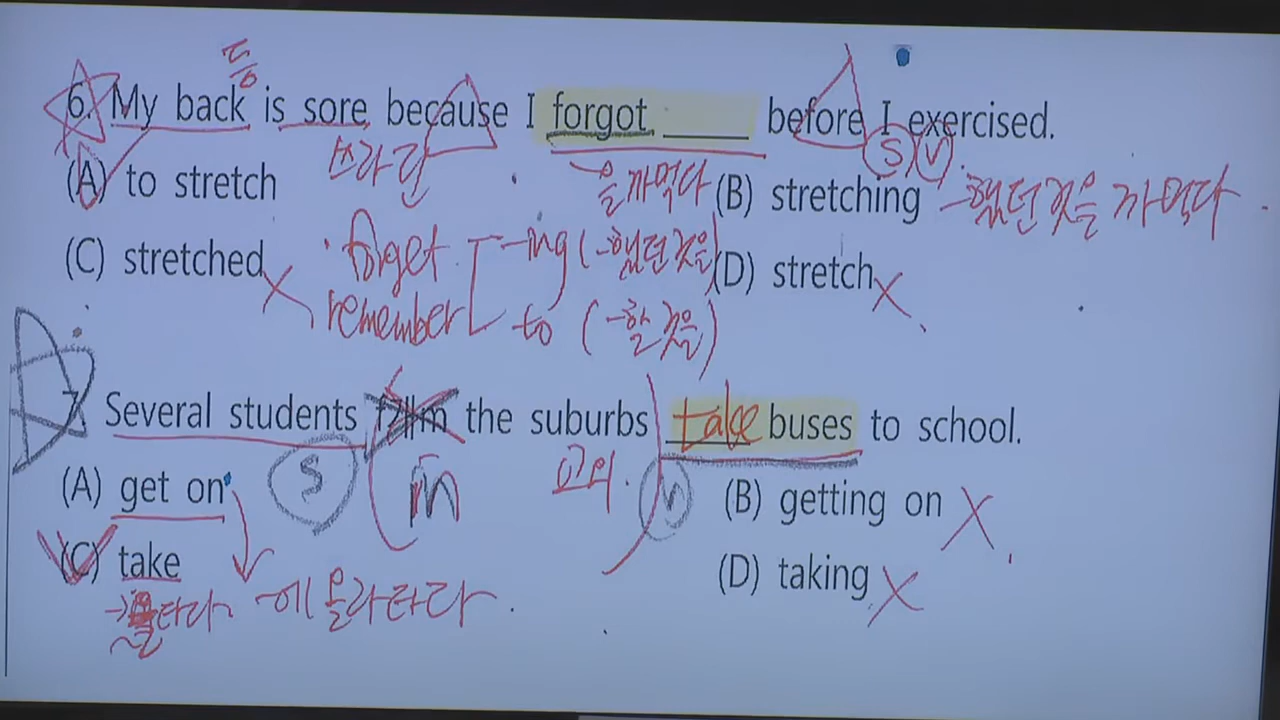 등
6. My back is sore because I forgot ____ before I exercised.
쓰라린
S V
(A) to stretch
을 까먹다
(B) stretching
~했던 것을 까먹다
(C) stretched
forget -ing (~했던 것을)
(D) stretch
remember to (~할 것을)
7. Several students the suburbs take buses to school.
S in 교외. V
(A) get on
(B) getting on
(C) take
(D) taking
→ 타다. ~에 올라타다
~을